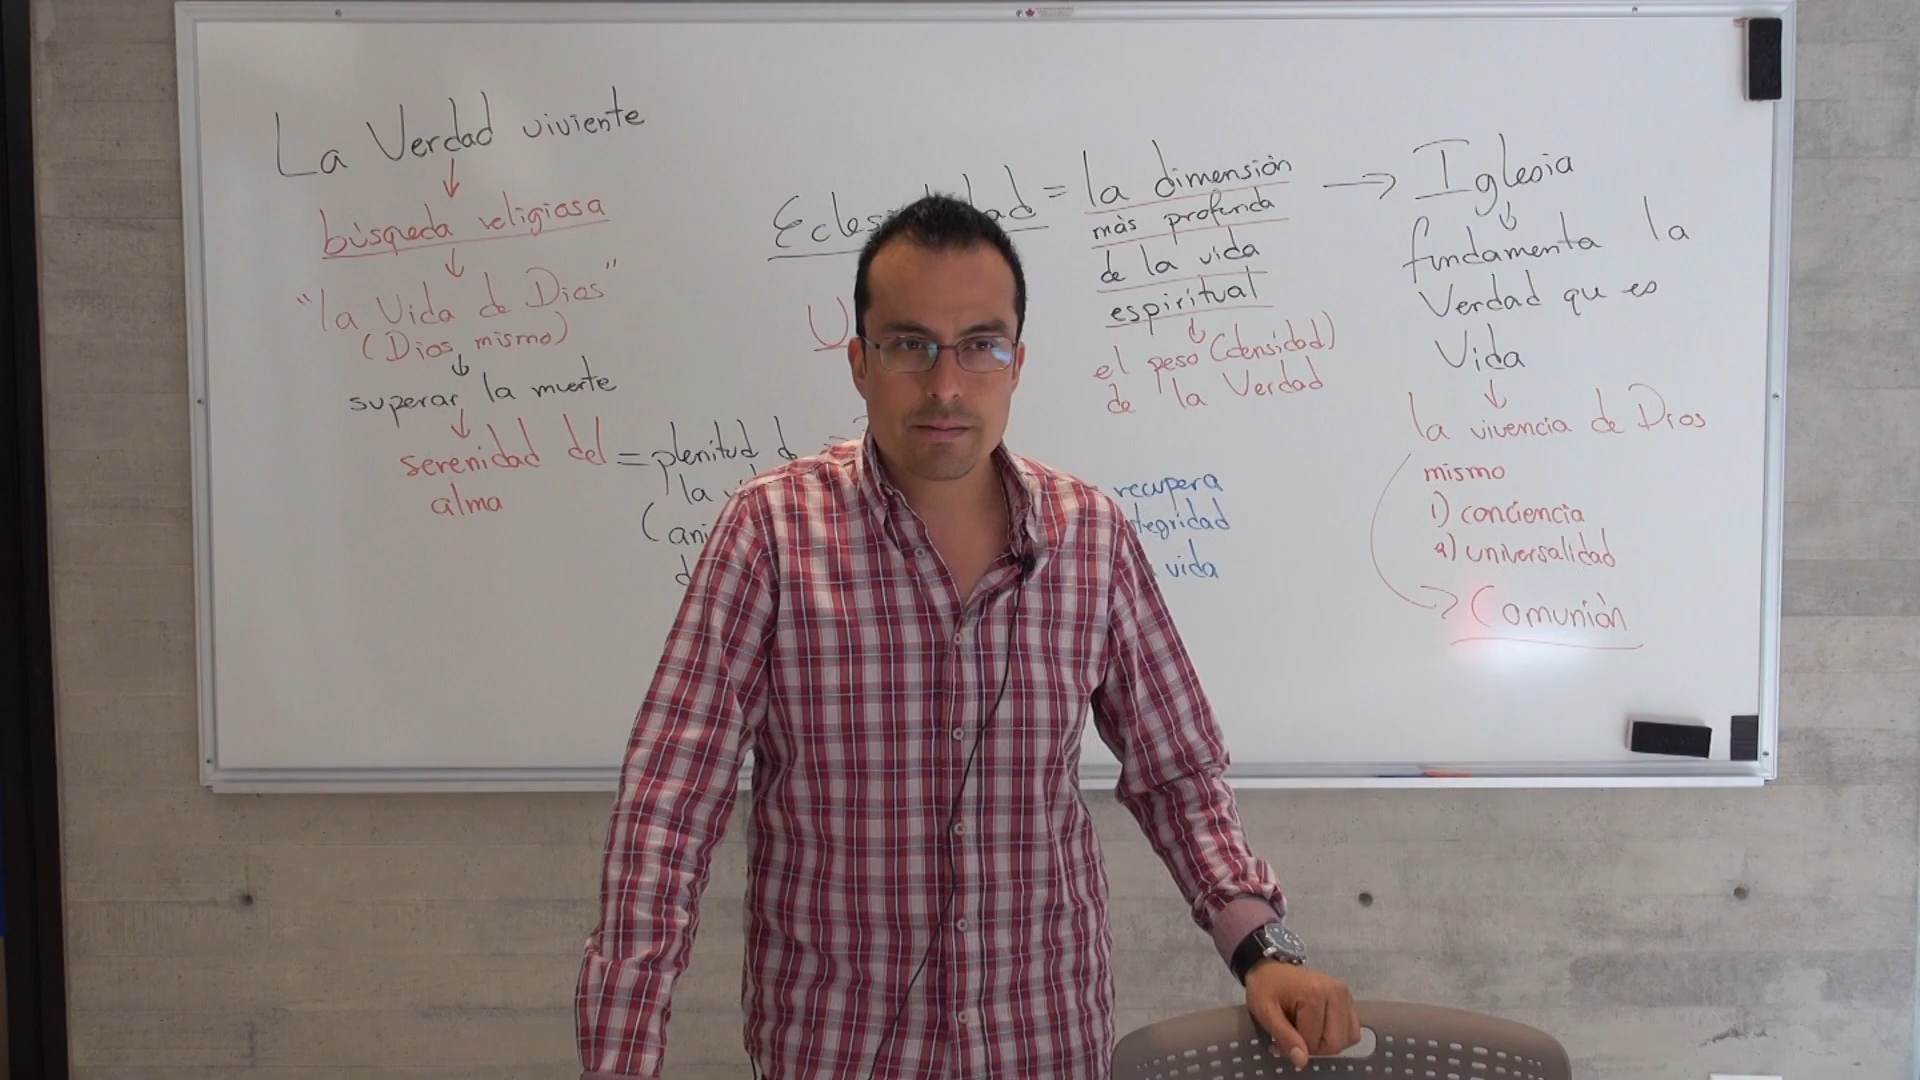 La Verdad viviente
búsqueda religiosa
"la Vida de Dios"
(Dios mismo)
superar la muerte
serenidad del = plenitud d
alma
la
(ani
= la dimensión
más profunda
de la vida
espiritual
el peso (densidad)
de la Verdad
recupera
tegridad
vida
→ Iglesia
fundamenta la
Verdad que es
Vida
la vivencia de Dios
mismo
1) conciencia
2) universalidad
Comunión